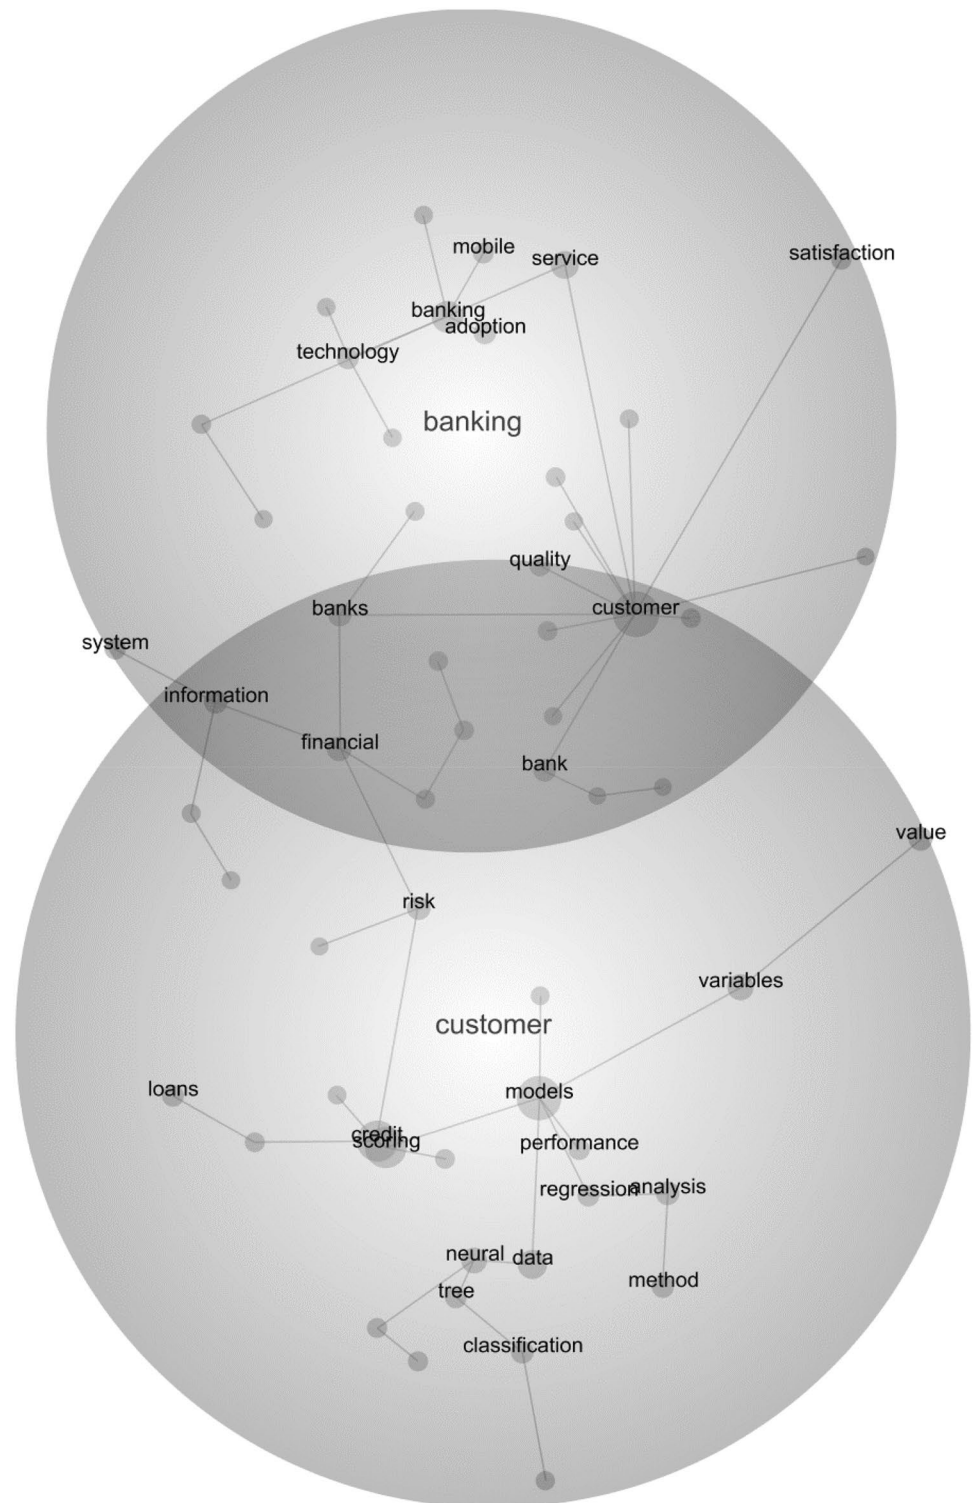 mobile
service
satisfaction
banking
adoption
technology
banking
quality
banks
customer
system
information
financial
bank
value
risk
variables
customer
loans
models
credit
scoring
performance
regression
analysis
neural
data
method
tree
classification